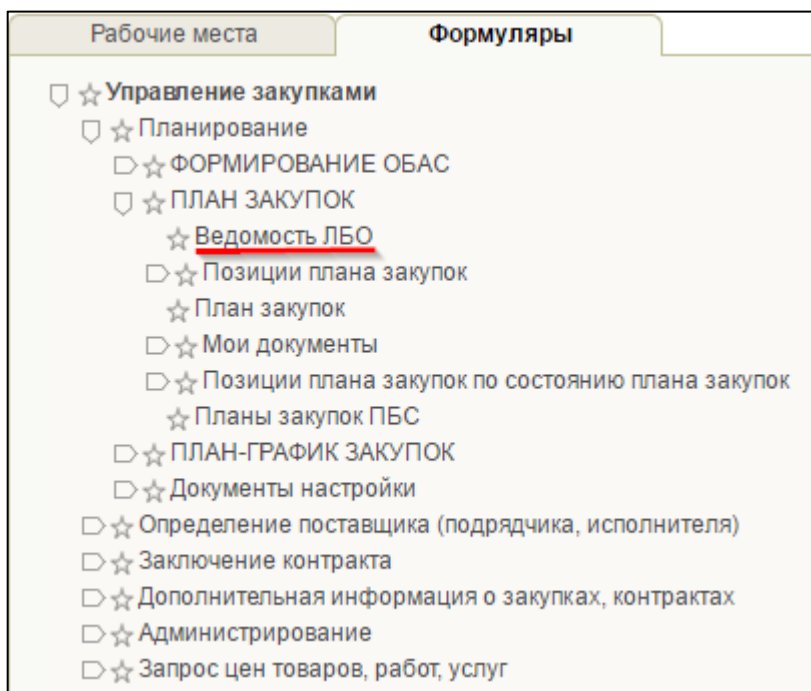 Рабочие места
Формуляры
Управление закупками
Планирование
ФОРМИРОВАНИЕ ОБАС
ПЛАН ЗАКУПОК
Ведомость ЛБО
Позиции плана закупок
План закупок
Мои документы
Позиции плана закупок по состоянию плана закупок
Планы закупок ПБС
ПЛАН-ГРАФИК ЗАКУПОК
Документы настройки
Определение поставщика (подрядчика, исполнителя)
Заключение контракта
Дополнительная информация о закупках, контрактах
Администрирование
Запрос цен товаров, работ, услуг